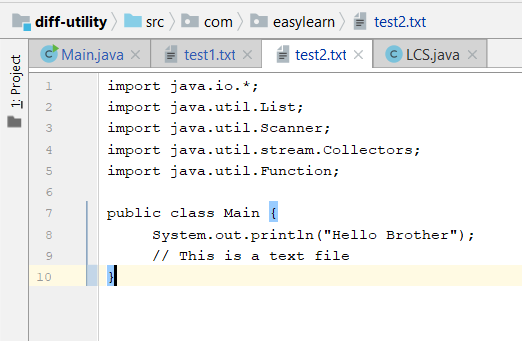 diff-utility src com easylearn test2.txt
Main.java test1.txt test2.txt LCS.java
1: Project
1 import java.io.*;
2 import java.util.List;
3 import java.util.Scanner;
4 import java.util.stream.Collectors;
5 import java.util.Function;
6
7 public class Main {
8 System.out.println("Hello Brother");
9 // This is a text file
10 }